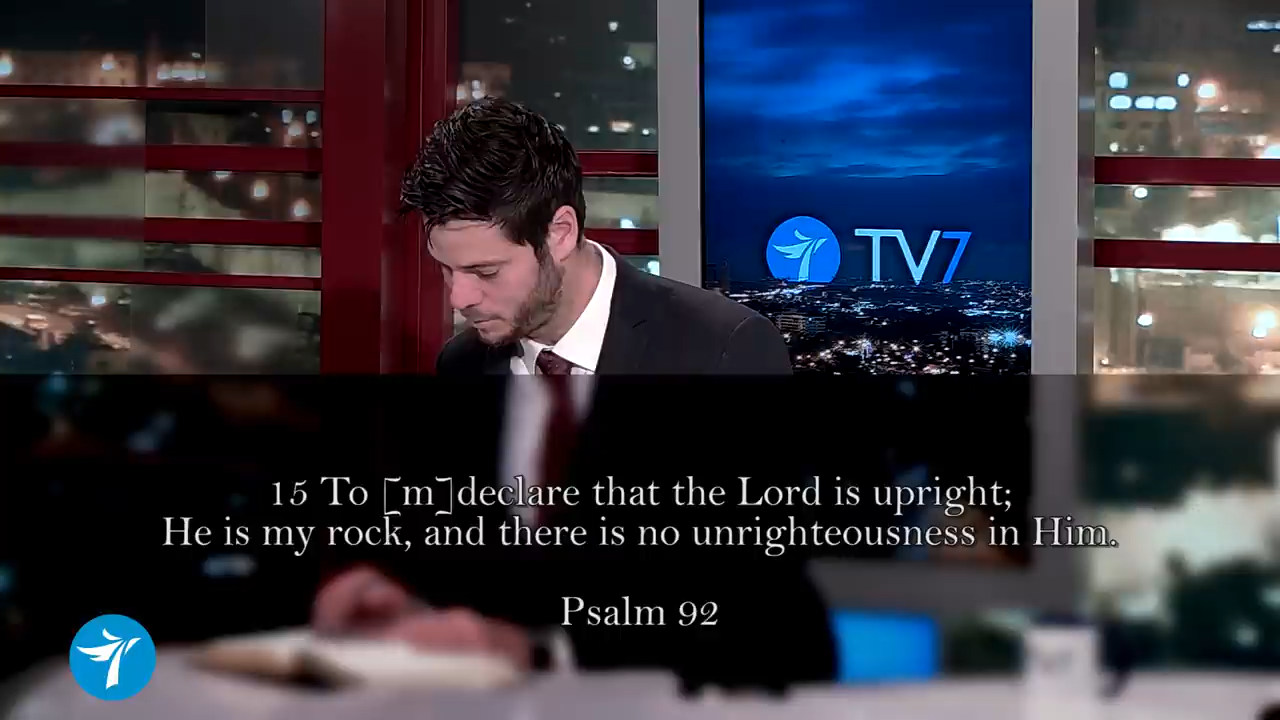 TV7
15 To [m]declare that the Lord is upright;
He is my rock, and there is no unrighteousness in Him.
Psalm 92